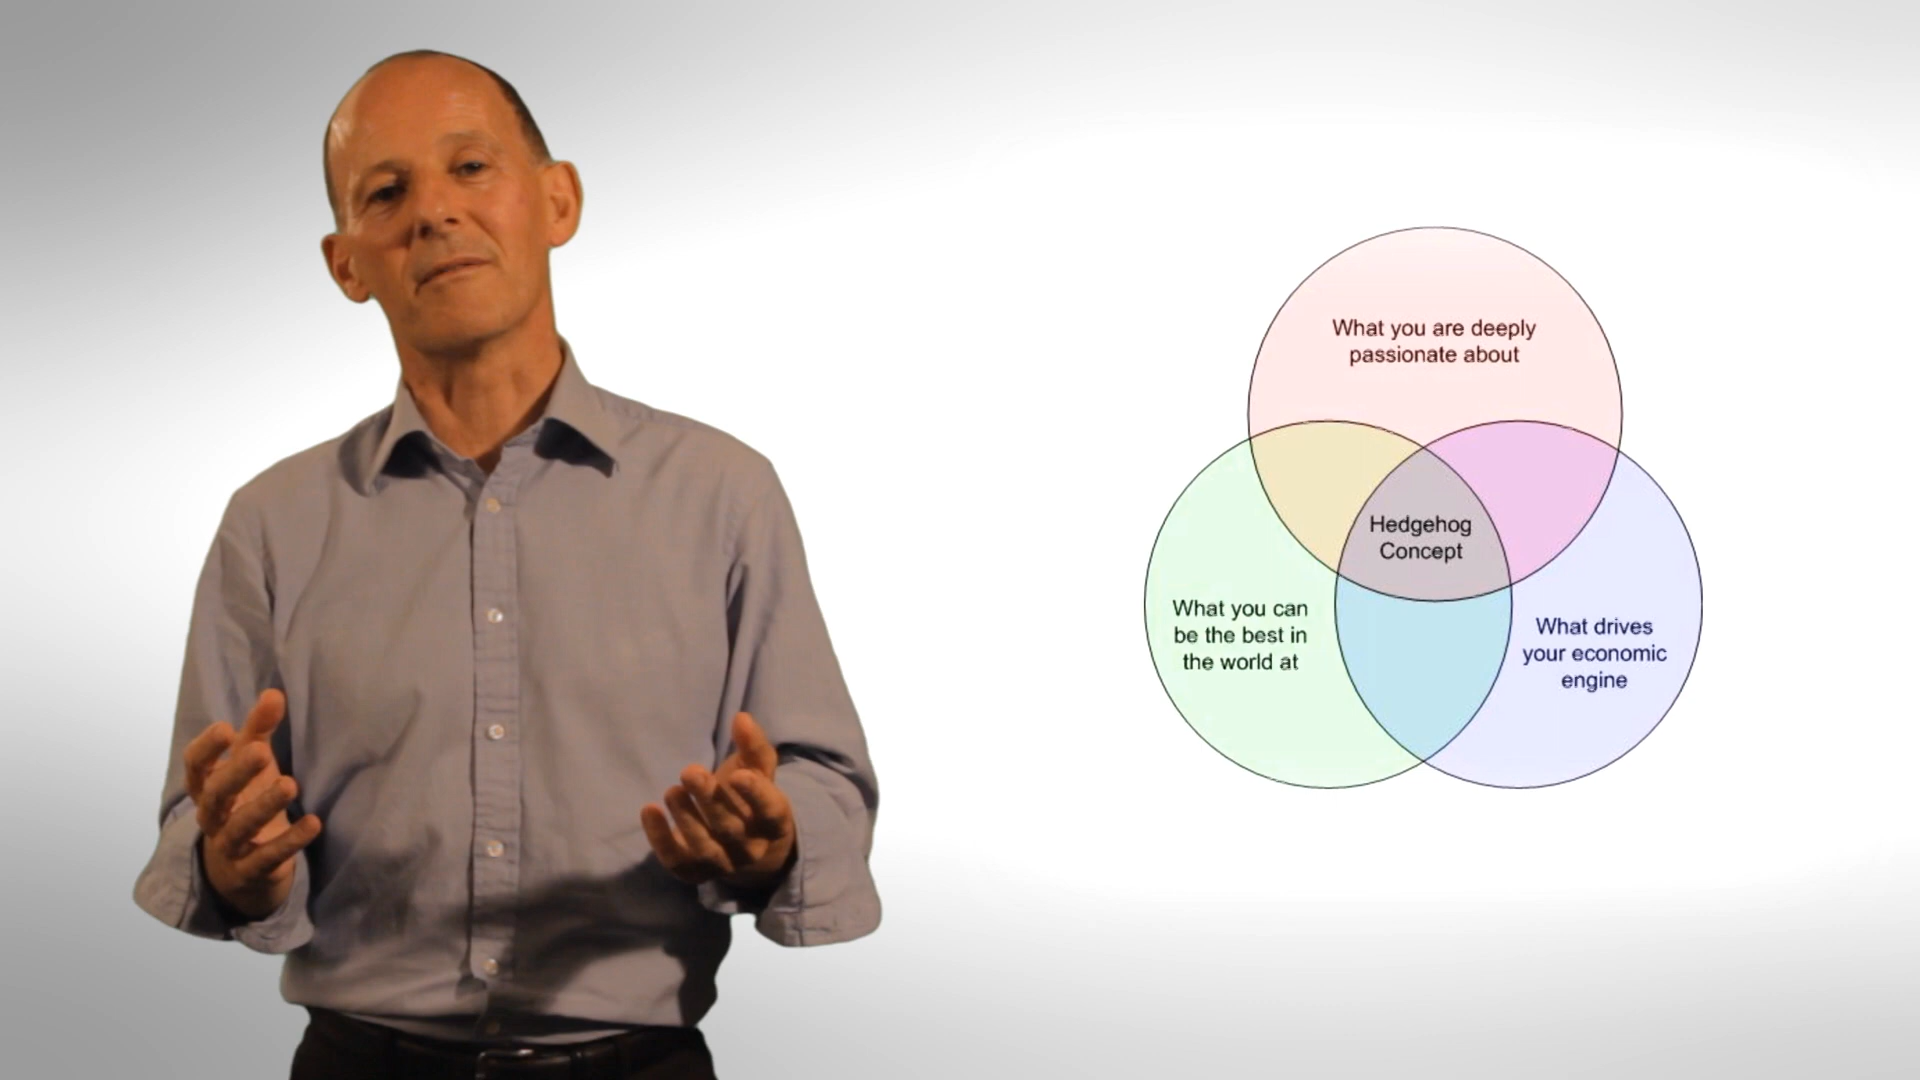 What you are deeply
passionate about
Hedgehog
Concept
What you can
be the best in
the world at
What drives
your economic
engine